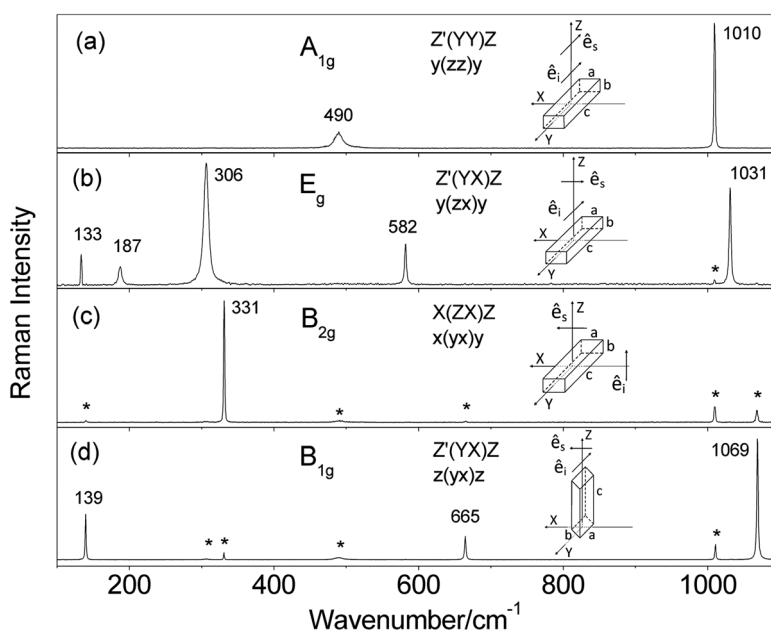 (a)
A1g
Z'(YY)Z
y(zz)y
490
1010
Z
ês
êi
a
b
X
c
Y
(b)
Eg
Z'(YX)Z
y(zx)y
133
187
306
582
1031
*
Z
ês
êi
a
b
X
c
Y
(c)
B2g
X(ZX)Z
x(yx)y
331
* * * * *
Z
ês
a
b
X
c
êi
Y
(d)
B1g
Z'(YX)Z
z(yx)z
139
665
1069
* * * *
Z
ês
êi
c
X
b
a
Y
Raman Intensity
200 400 600 800 1000
Wavenumber/cm-1